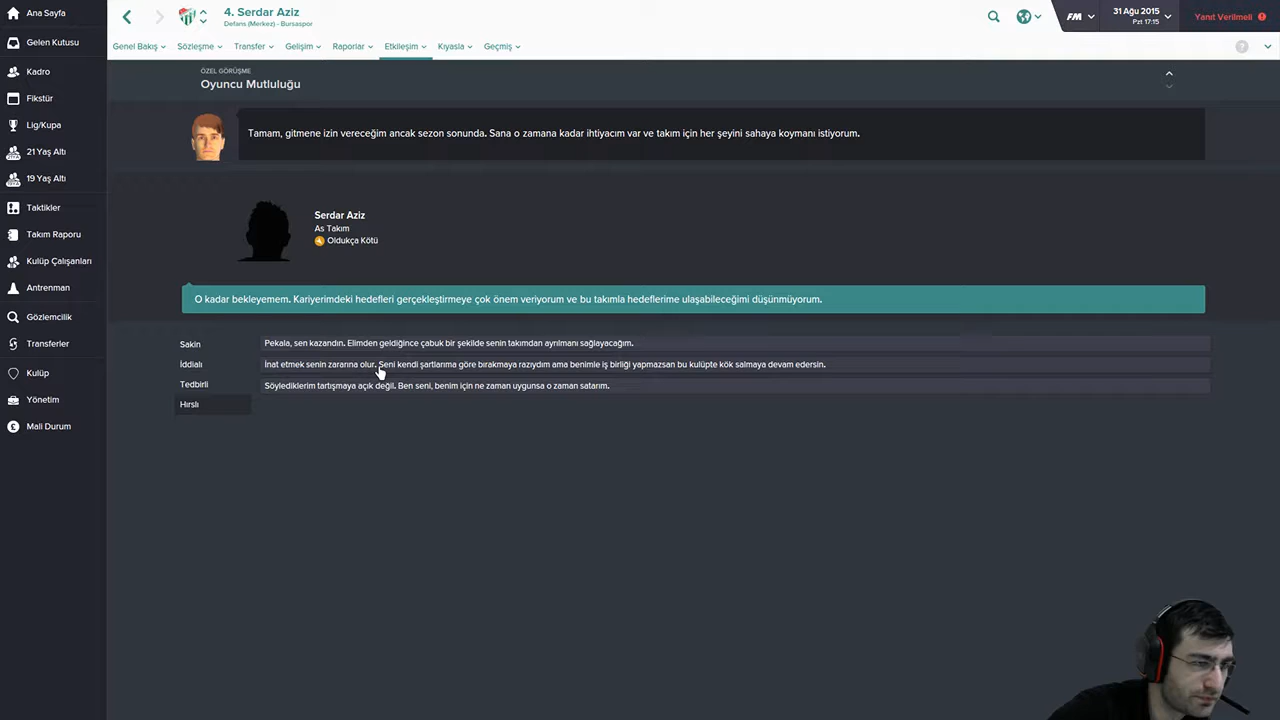 Ana Sayfa
Gelen Kutusu
Kadro
Fikstür
Lig/Kupa
21 Yaş Altı
19 Yaş Altı
Taktikler
Takım Raporu
Kulüp Çalışanları
Antrenman
Gözlemcilik
Transferler
Kulüp
Yönetim
Mali Durum
4. Serdar Aziz
Defans (Merkez) - Bursaspor
FM
31 Ağu 2015
Pzt 17:15
Yanıt Verilmeli
Genel Bakış
Sözleşme
Transfer
Gelişim
Raporlar
Etkileşim
Kıyasla
Geçmiş
ÖZEL GÖRÜŞME
Oyuncu Mutluluğu
Tamam, gitmene izin vereceğim ancak sezon sonunda. Sana o zamana kadar ihtiyacım var ve takım için her şeyini sahaya koymanı istiyorum.
Serdar Aziz
As Takım
Oldukça Kötü
O kadar bekleyemem. Kariyerimdeki hedefleri gerçekleştirmeye çok önem veriyorum ve bu takımla hedeflerime ulaşabileceğimi düşünmüyorum.
Sakin
İddialı
Tedbirli
Hırslı
Pekala, sen kazandın. Elimden geldiğince çabuk bir şekilde senin takımdan ayrılmanı sağlayacağım.
İnat etmek senin zararına olur. Seni kendi şartlarıma göre bırakmaya razıydım ama benimle iş birliği yapmazsan bu kulüpte kök salmaya devam edersin.
Söylediklerim tartışmaya açık değil. Ben seni, benim için ne zaman uygunsa o zaman satarım.